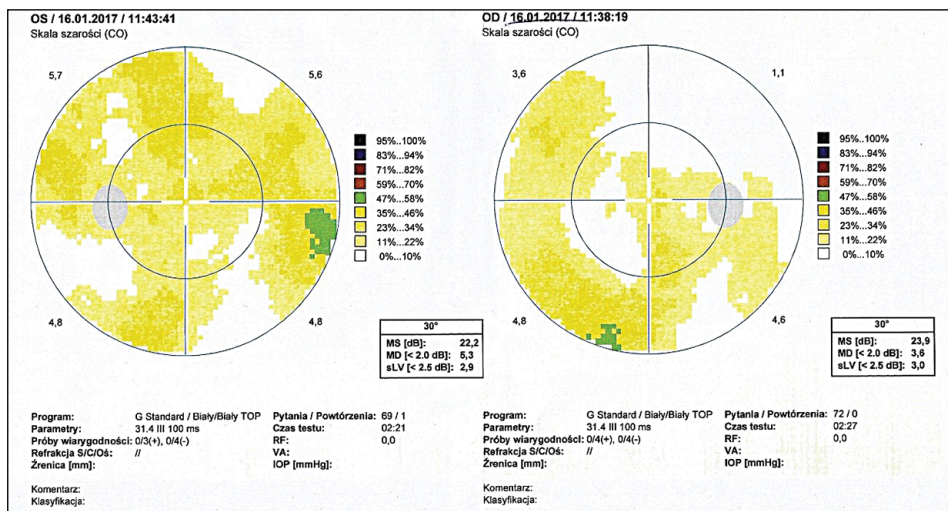 OS / 16.01.2017 / 11:43:41
Skala szarości (CO)
5,7
5,6
95%...100%
83%...94%
71%...82%
59%...70%
47%...58%
35%...46%
23%...34%
11%...22%
0%...10%
4,8
4,8
30°
MS [dB]: 22,2
MD [< 2.0 dB]: 5,3
sLV [< 2.5 dB]: 2,9
Program: G Standard / Biały/Biały TOP
Parametry: 31.4 III 100 ms
Próby wiarygodności: 0/3(+), 0/4(-)
Refrakcja S/C/Oś: //
Źrenica [mm]:
Pytania / Powtórzenia: 69 / 1
Czas testu: 02:21
RF: 0,0
VA:
IOP [mmHg]:
Komentarz:
Klasyfikacja:
OD / 16.01.2017 / 11:38:19
Skala szarości (CO)
3,6
1,1
95%...100%
83%...94%
71%...82%
59%...70%
47%...58%
35%...46%
23%...34%
11%...22%
0%...10%
4,8
4,6
30°
MS [dB]: 23,9
MD [< 2.0 dB]: 3,6
sLV [< 2.5 dB]: 3,0
Program: G Standard / Biały/Biały TOP
Parametry: 31.4 III 100 ms
Próby wiarygodności: 0/4(+), 0/4(-)
Refrakcja S/C/Oś: //
Źrenica [mm]:
Pytania / Powtórzenia: 72 / 0
Czas testu: 02:27
RF: 0,0
VA:
IOP [mmHg]:
Komentarz:
Klasyfikacja: